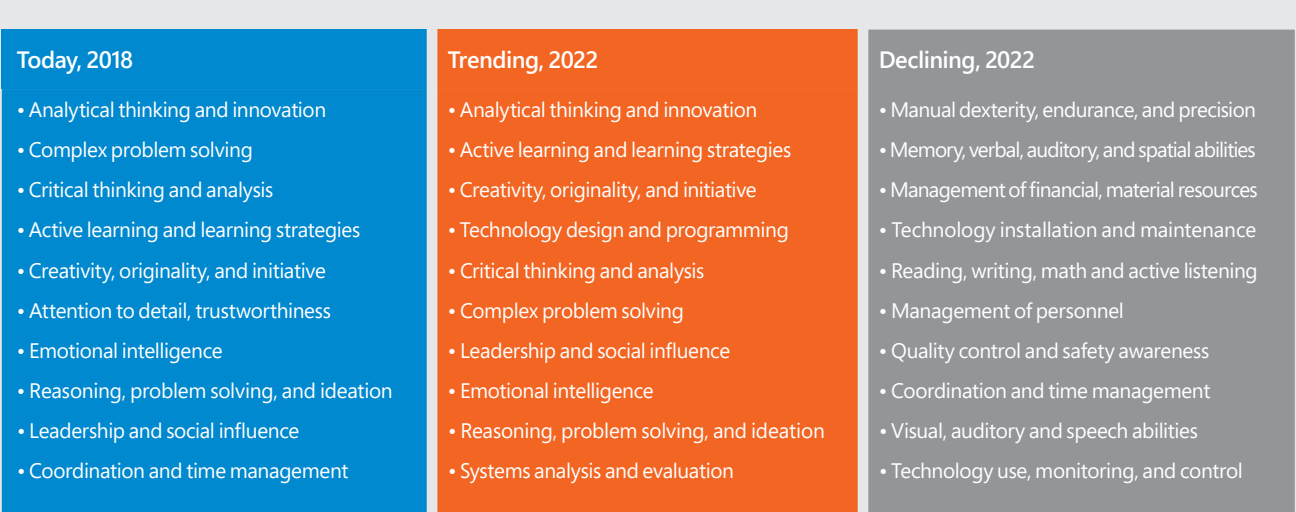 Today, 2018
• Analytical thinking and innovation
• Complex problem solving
• Critical thinking and analysis
• Active learning and learning strategies
• Creativity, originality, and initiative
• Attention to detail, trustworthiness
• Emotional intelligence
• Reasoning, problem solving, and ideation
• Leadership and social influence
• Coordination and time management
Trending, 2022
• Analytical thinking and innovation
• Active learning and learning strategies
• Creativity, originality, and initiative
• Technology design and programming
• Critical thinking and analysis
• Complex problem solving
• Leadership and social influence
• Emotional intelligence
• Reasoning, problem solving, and ideation
• Systems analysis and evaluation
Declining, 2022
• Manual dexterity, endurance, and precision
• Memory, verbal, auditory, and spatial abilities
• Management of financial, material resources
• Technology installation and maintenance
• Reading, writing, math and active listening
• Management of personnel
• Quality control and safety awareness
• Coordination and time management
• Visual, auditory and speech abilities
• Technology use, monitoring, and control